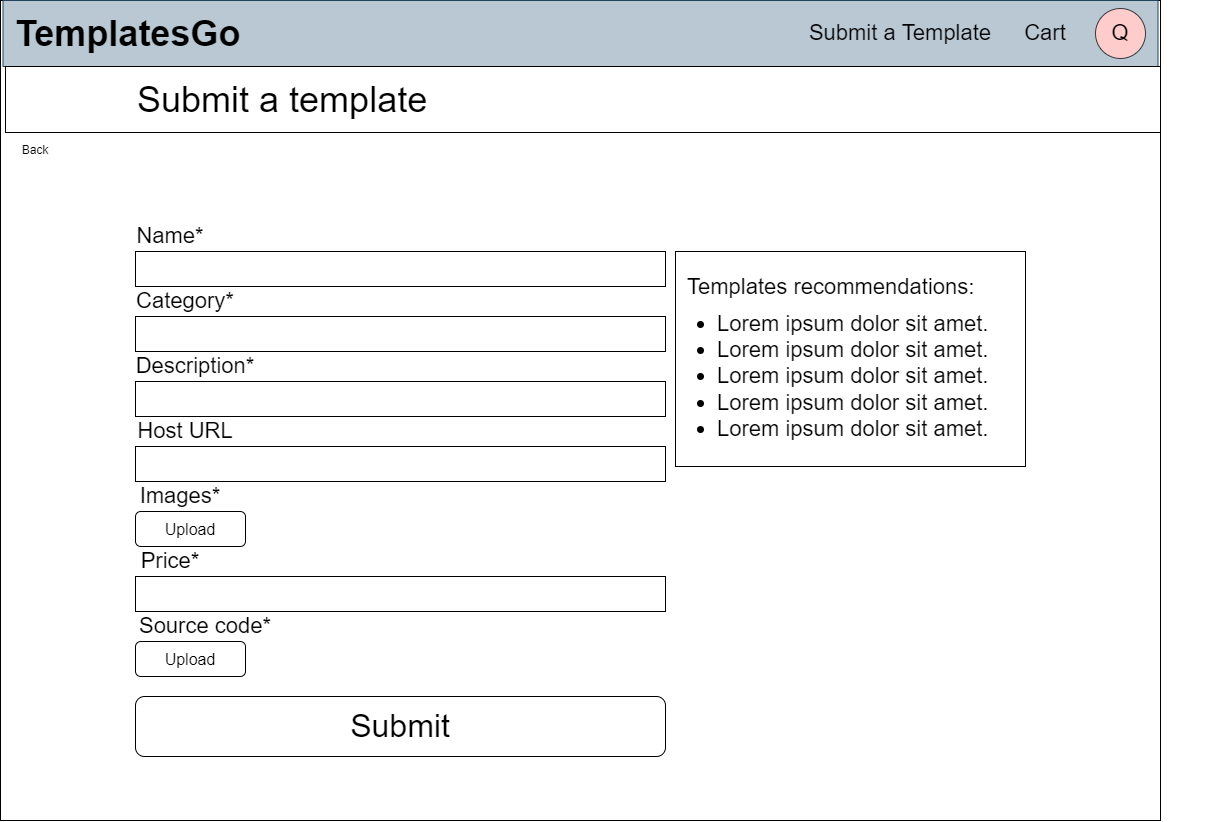 TemplatesGo
Submit a Template
Cart
Q
Submit a template
Back
Name*
Category*
Description*
Host URL
Images*
Upload
Price*
Source code*
Upload
Submit
Templates recommendations:
Lorem ipsum dolor sit amet.
Lorem ipsum dolor sit amet.
Lorem ipsum dolor sit amet.
Lorem ipsum dolor sit amet.
Lorem ipsum dolor sit amet.